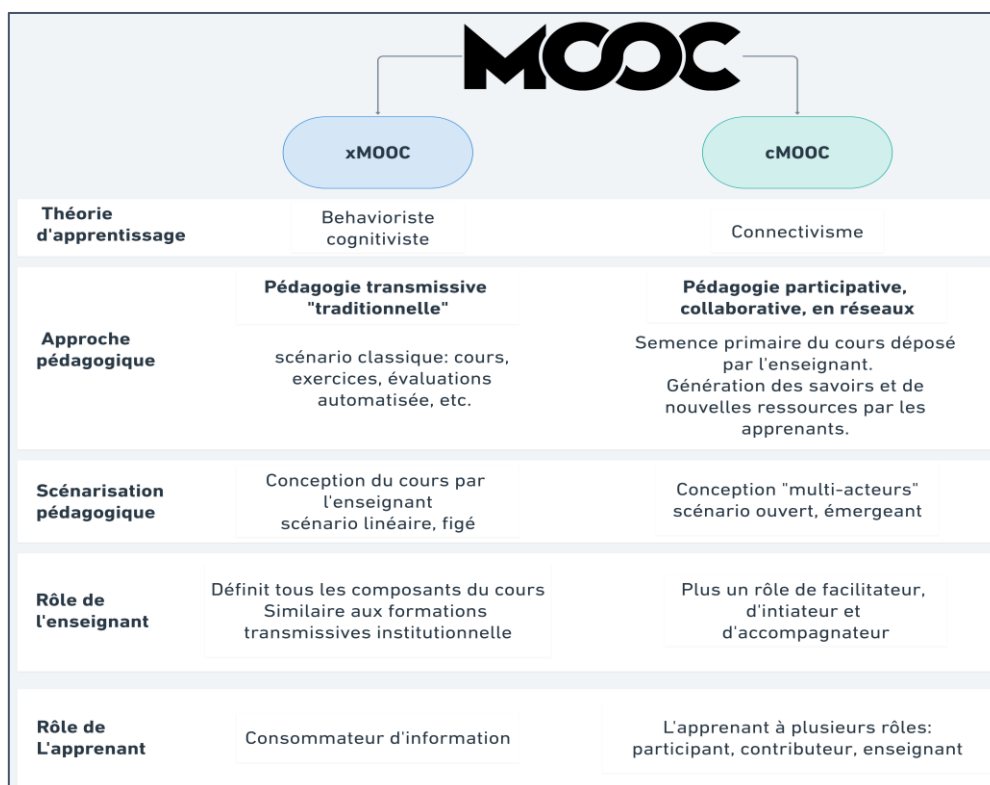 MOOC
xMOOC
cMOOC
Théorie
d'apprentissage
Behavioriste
cognitiviste
Connectivisme
Approche
pédagogique
Pédagogie transmissive
"traditionnelle"
scénario classique: cours,
exercices, évaluations
automatisée, etc.
Pédagogie participative,
collaborative, en réseaux
Semence primaire du cours déposé
par l'enseignant.
Génération des savoirs et de
nouvelles ressources par les
apprenants.
Scénarisation
pédagogique
Conception du cours par
l'enseignant
scénario linéaire, figé
Conception "multi-acteurs"
scénario ouvert, émergeant
Rôle de
l'enseignant
Définit tous les composants du cours
Similaire aux formations
transmissives institutionnelle
Plus un rôle de facilitateur,
d'intiateur et
d'accompagnateur
Rôle de
L'apprenant
Consommateur d'information
L'apprenant à plusieurs rôles:
participant, contributeur, enseignant